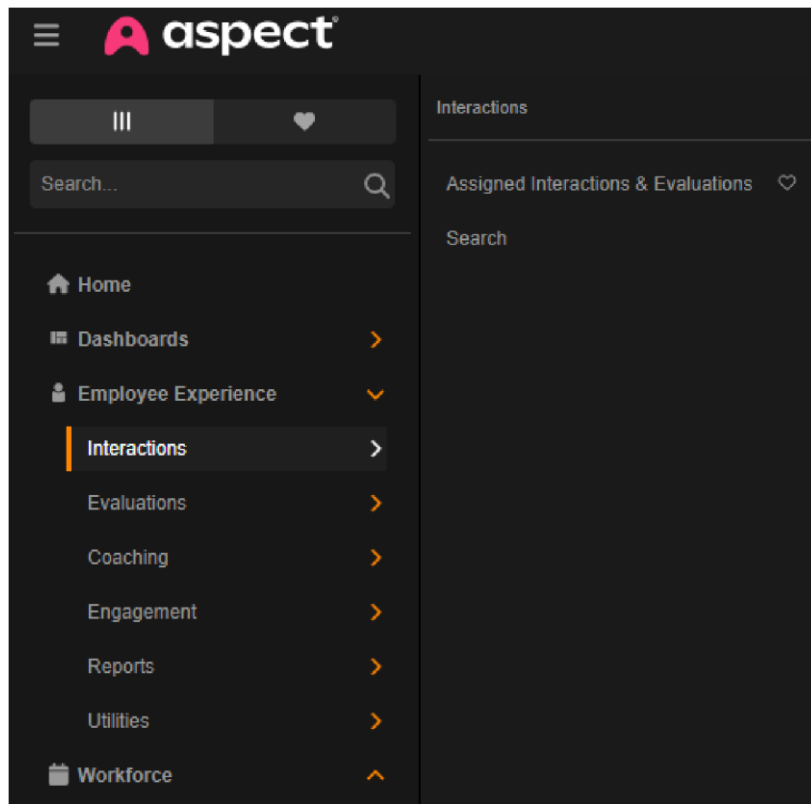 aspect®
Search...
Home
Dashboards
Employee Experience
Interactions
Evaluations
Coaching
Engagement
Reports
Utilities
Workforce
Interactions
Assigned Interactions & Evaluations
Search